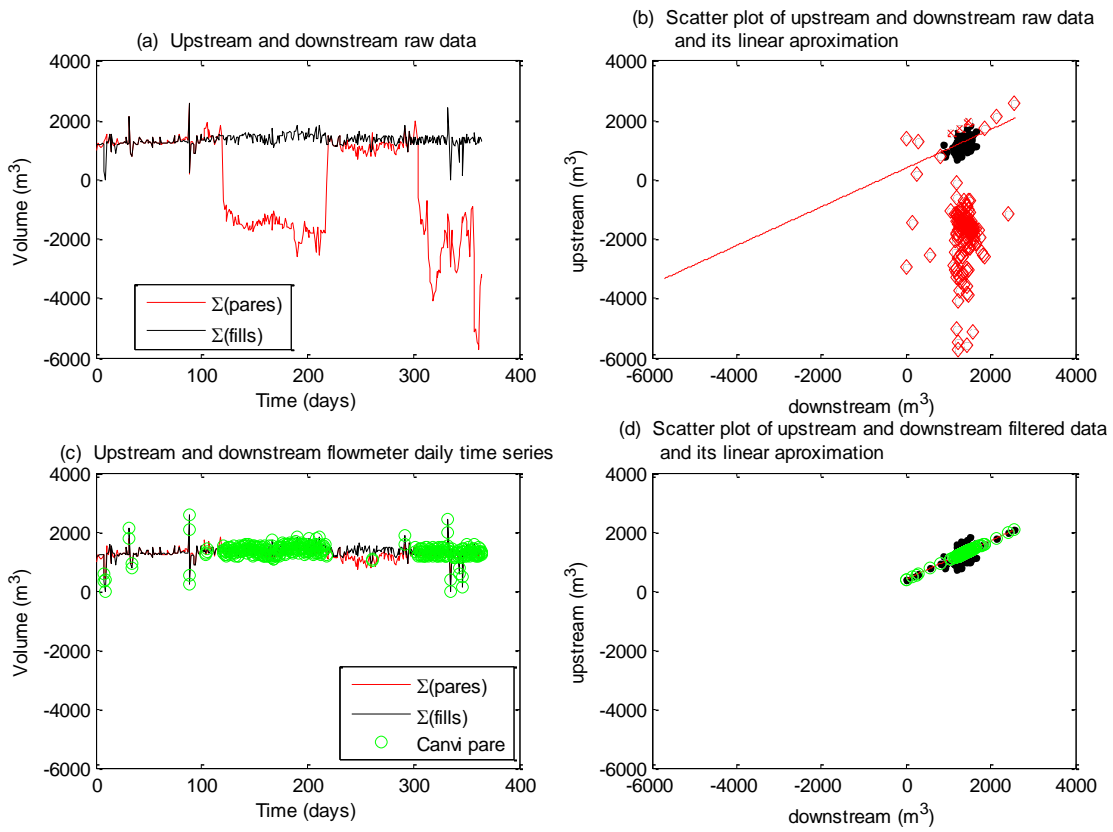 (a) Upstream and downstream raw data
4000
2000
0
-2000
-4000
-6000
Volume (m³)
0 100 200 300 400
Time (days)
Σ(pares)
Σ(fills)
(b) Scatter plot of upstream and downstream raw data
and its linear aproximation
4000
2000
0
-2000
-4000
-6000
upstream (m³)
-6000 -4000 -2000 0 2000 4000
downstream (m³)
(c) Upstream and downstream flowmeter daily time series
4000
2000
0
-2000
-4000
-6000
Volume (m³)
0 100 200 300 400
Time (days)
Σ(pares)
Σ(fills)
Canvi pare
(d) Scatter plot of upstream and downstream filtered data
and its linear aproximation
4000
2000
0
-2000
-4000
-6000
upstream (m³)
-6000 -4000 -2000 0 2000 4000
downstream (m³)